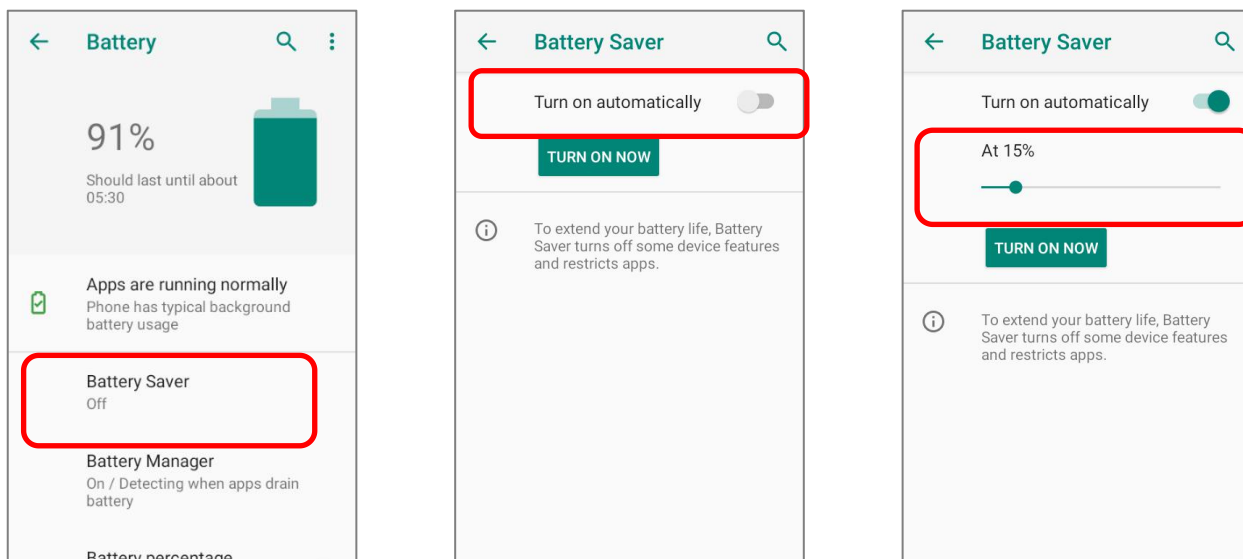 Battery
91%
Should last until about
05:30
Apps are running normally
Phone has typical background
battery usage
Battery Saver
Off
Battery Manager
On / Detecting when apps drain
battery
Battery percentage
Battery Saver
Turn on automatically
TURN ON NOW
To extend your battery life, Battery
Saver turns off some device features
and restricts apps.
Battery Saver
Turn on automatically
At 15%
TURN ON NOW
To extend your battery life, Battery
Saver turns off some device features
and restricts apps.